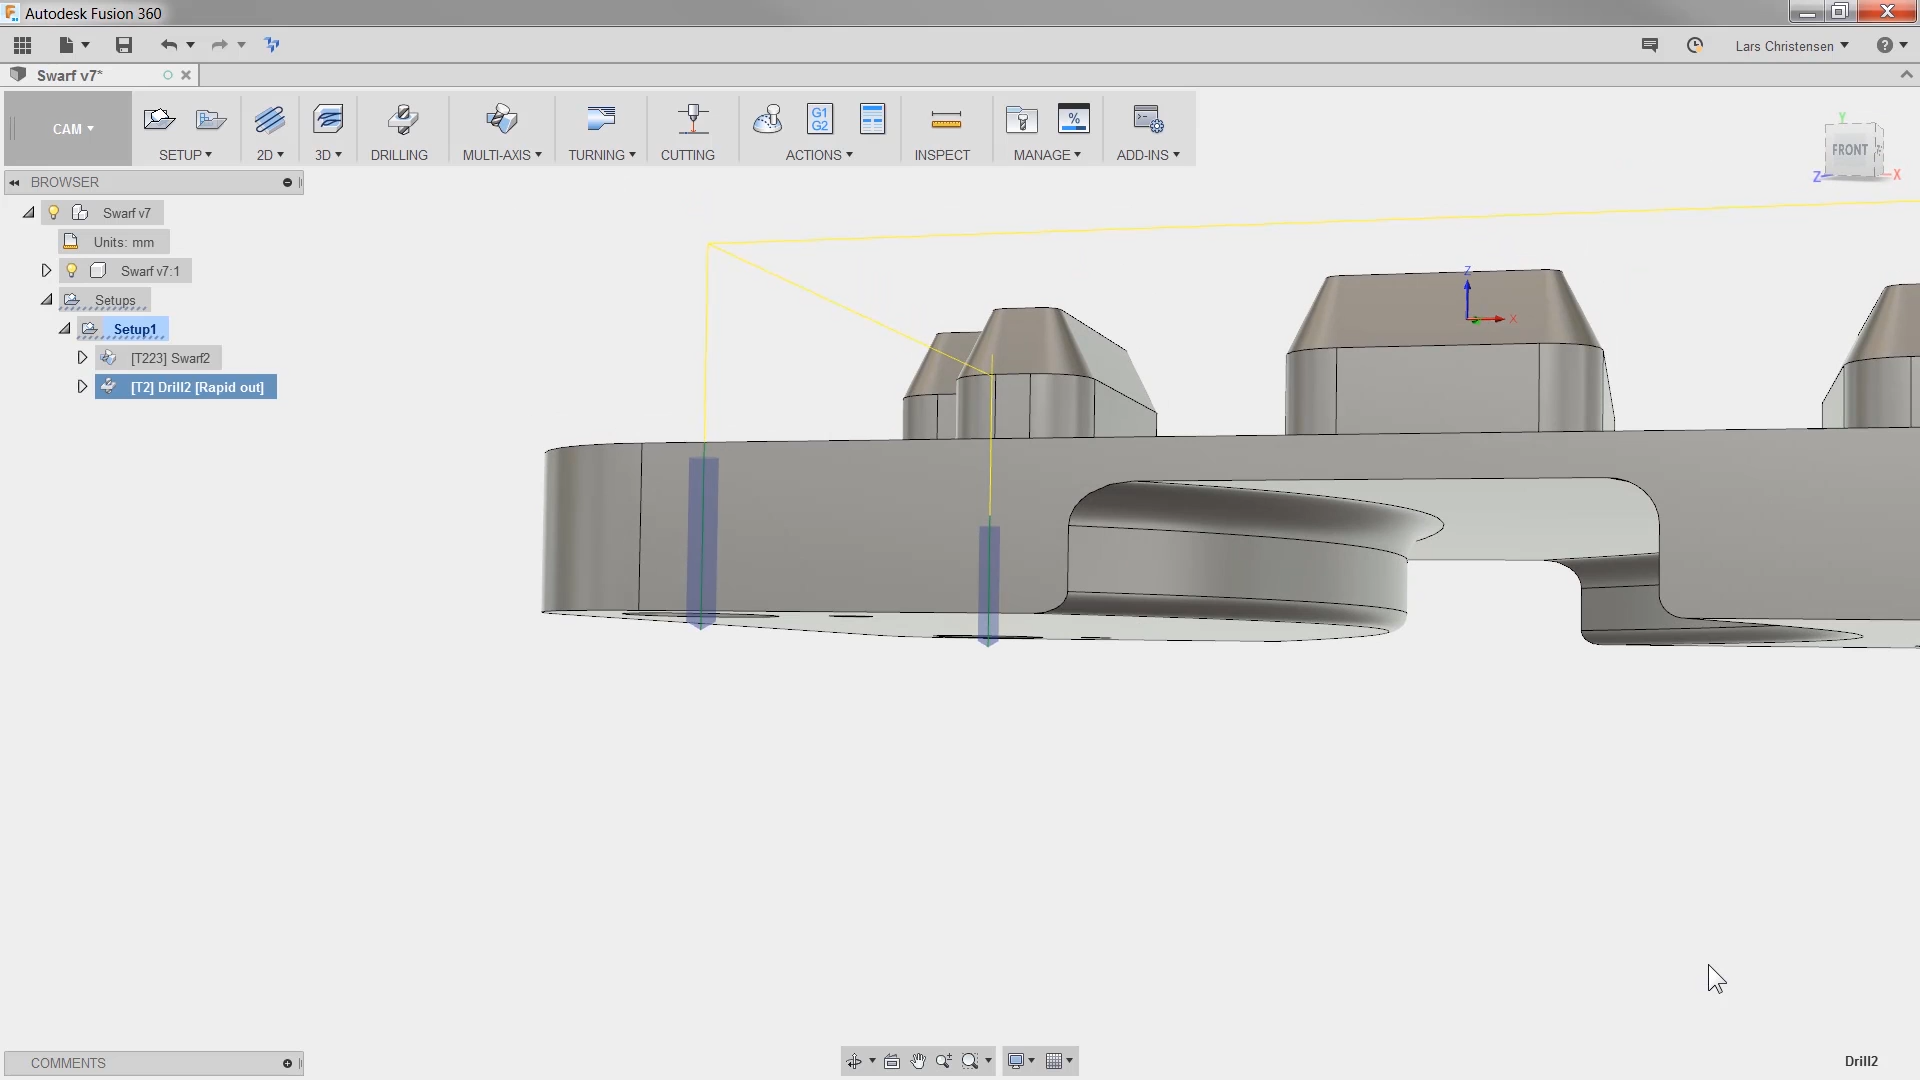 Autodesk Fusion 360
Lars Christensen
Swarf v7*
CAM
G1
G2
%
SETUP
2D
3D
DRILLING
MULTI-AXIS
TURNING
CUTTING
ACTIONS
INSPECT
MANAGE
ADD-INS
BROWSER
Swarf v7
Units: mm
Swarf v7:1
Setups
Setup1
[T223] Swarf2
[T2] Drill2 [Rapid out]
Y
FRONT
Z
X
Z
X
COMMENTS
Drill2